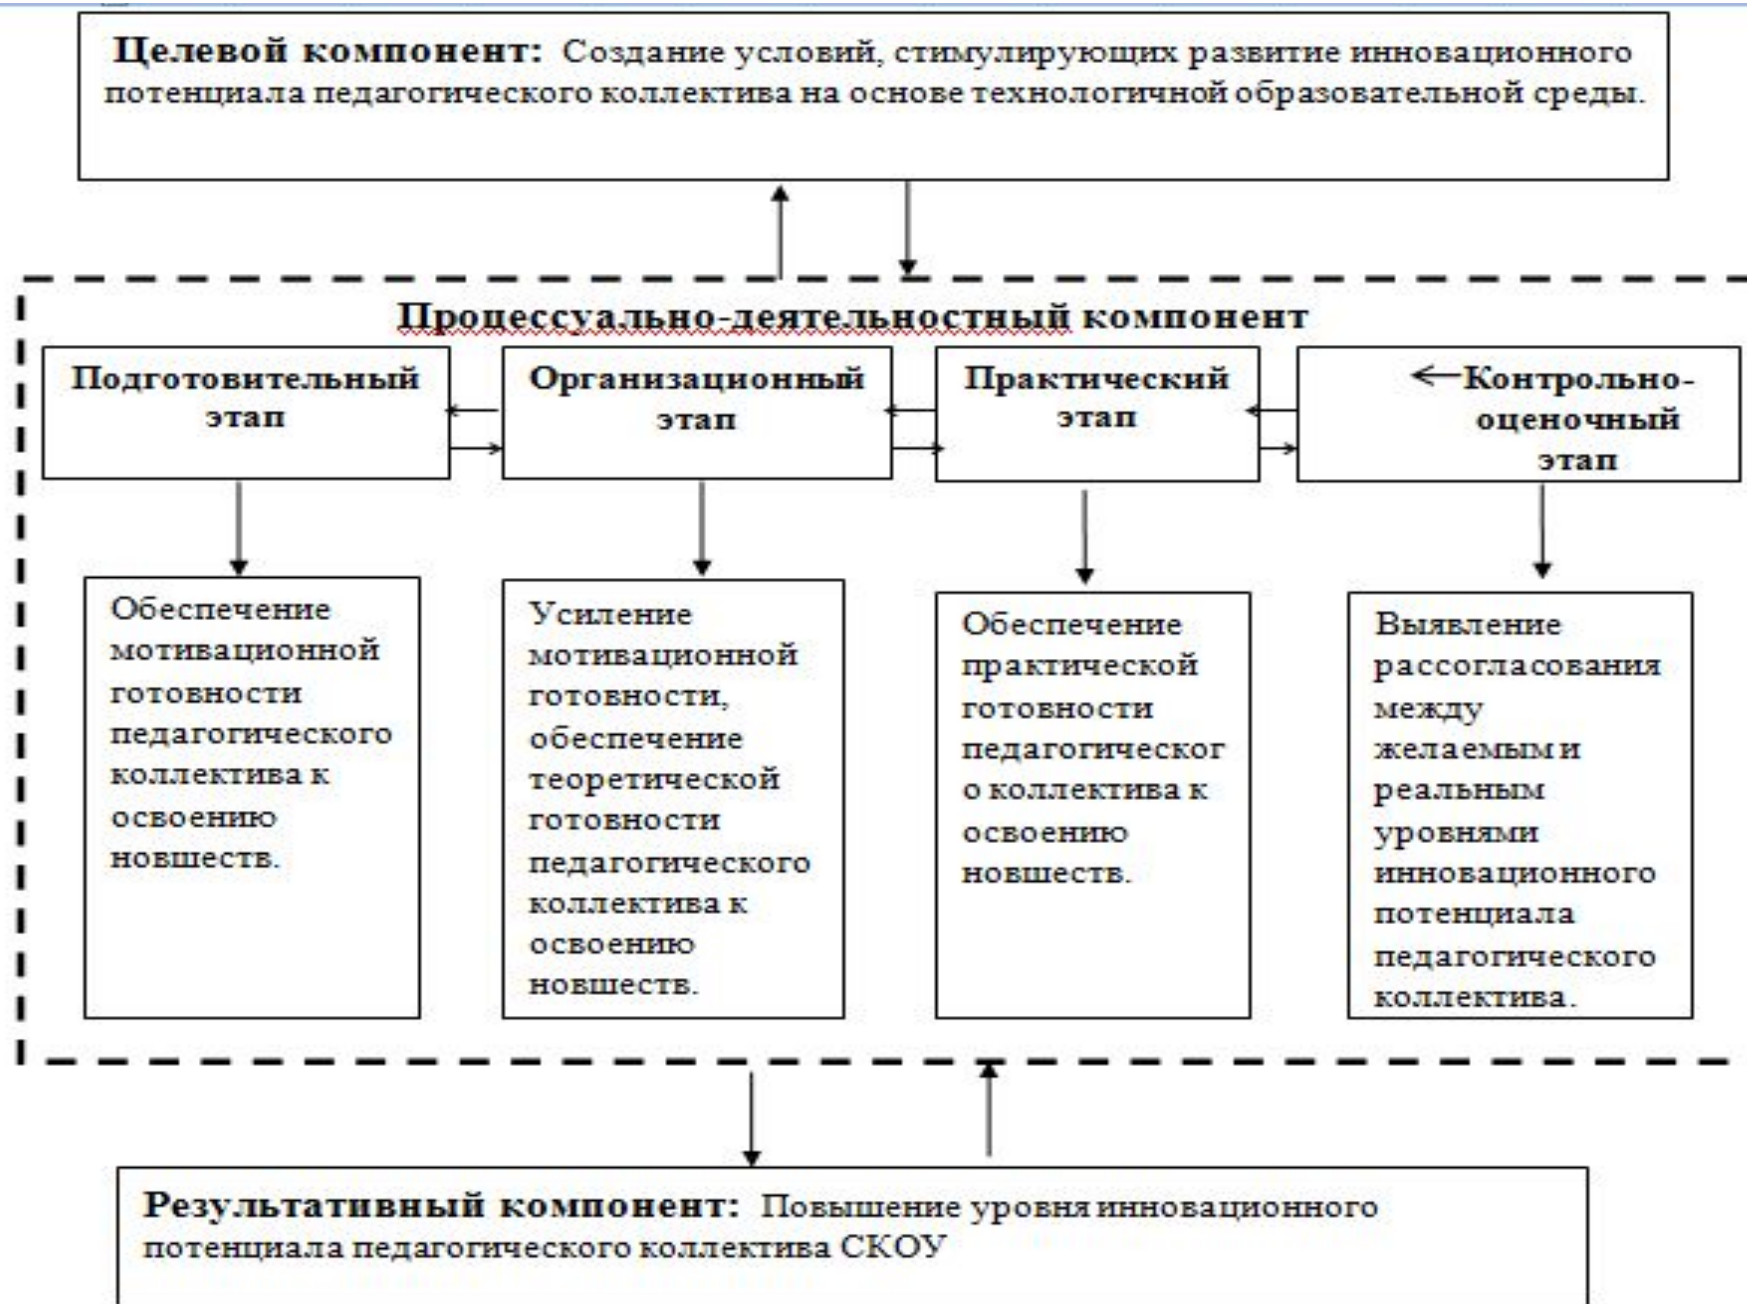 Целевой компонент: Создание условий, стимулирующих развитие инновационного
потенциала педагогического коллектива на основе технологичной образовательной среды.
Процессуально-деятельностный компонент
Подготовительный
этап
Организационный
этап
Практический
этап
Контрольно-
оценочный
этап
Обеспечение
мотивационной
готовности
педагогического
коллектива к
освоению
новшеств.
Усиление
мотивационной
готовности,
обеспечение
теоретической
готовности
педагогического
коллектива к
освоению
новшеств.
Обеспечение
практической
готовности
педагогическог
о коллектива к
освоению
новшеств.
Выявление
рассогласования
между
желаемым и
реальным
уровнями
инновационного
потенциала
педагогического
коллектива.
Результативный компонент: Повышение уровня инновационного
потенциала педагогического коллектива СКОУ